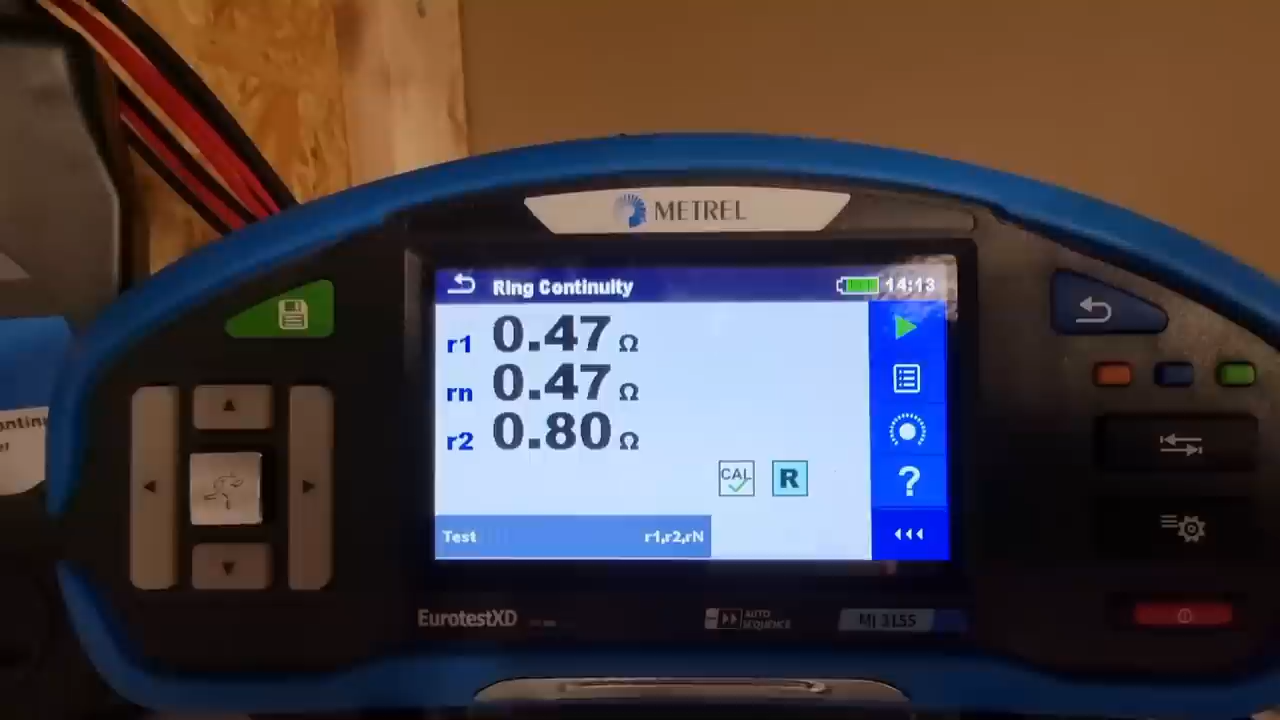 METREL
Ring Continuity 14:13
r1 0.47 Ω
rn 0.47 Ω
r2 0.80 Ω
CAL R
?
Test r1,r2,rN
EurotestXD
AUTO
SEQUENCE
MI 3155